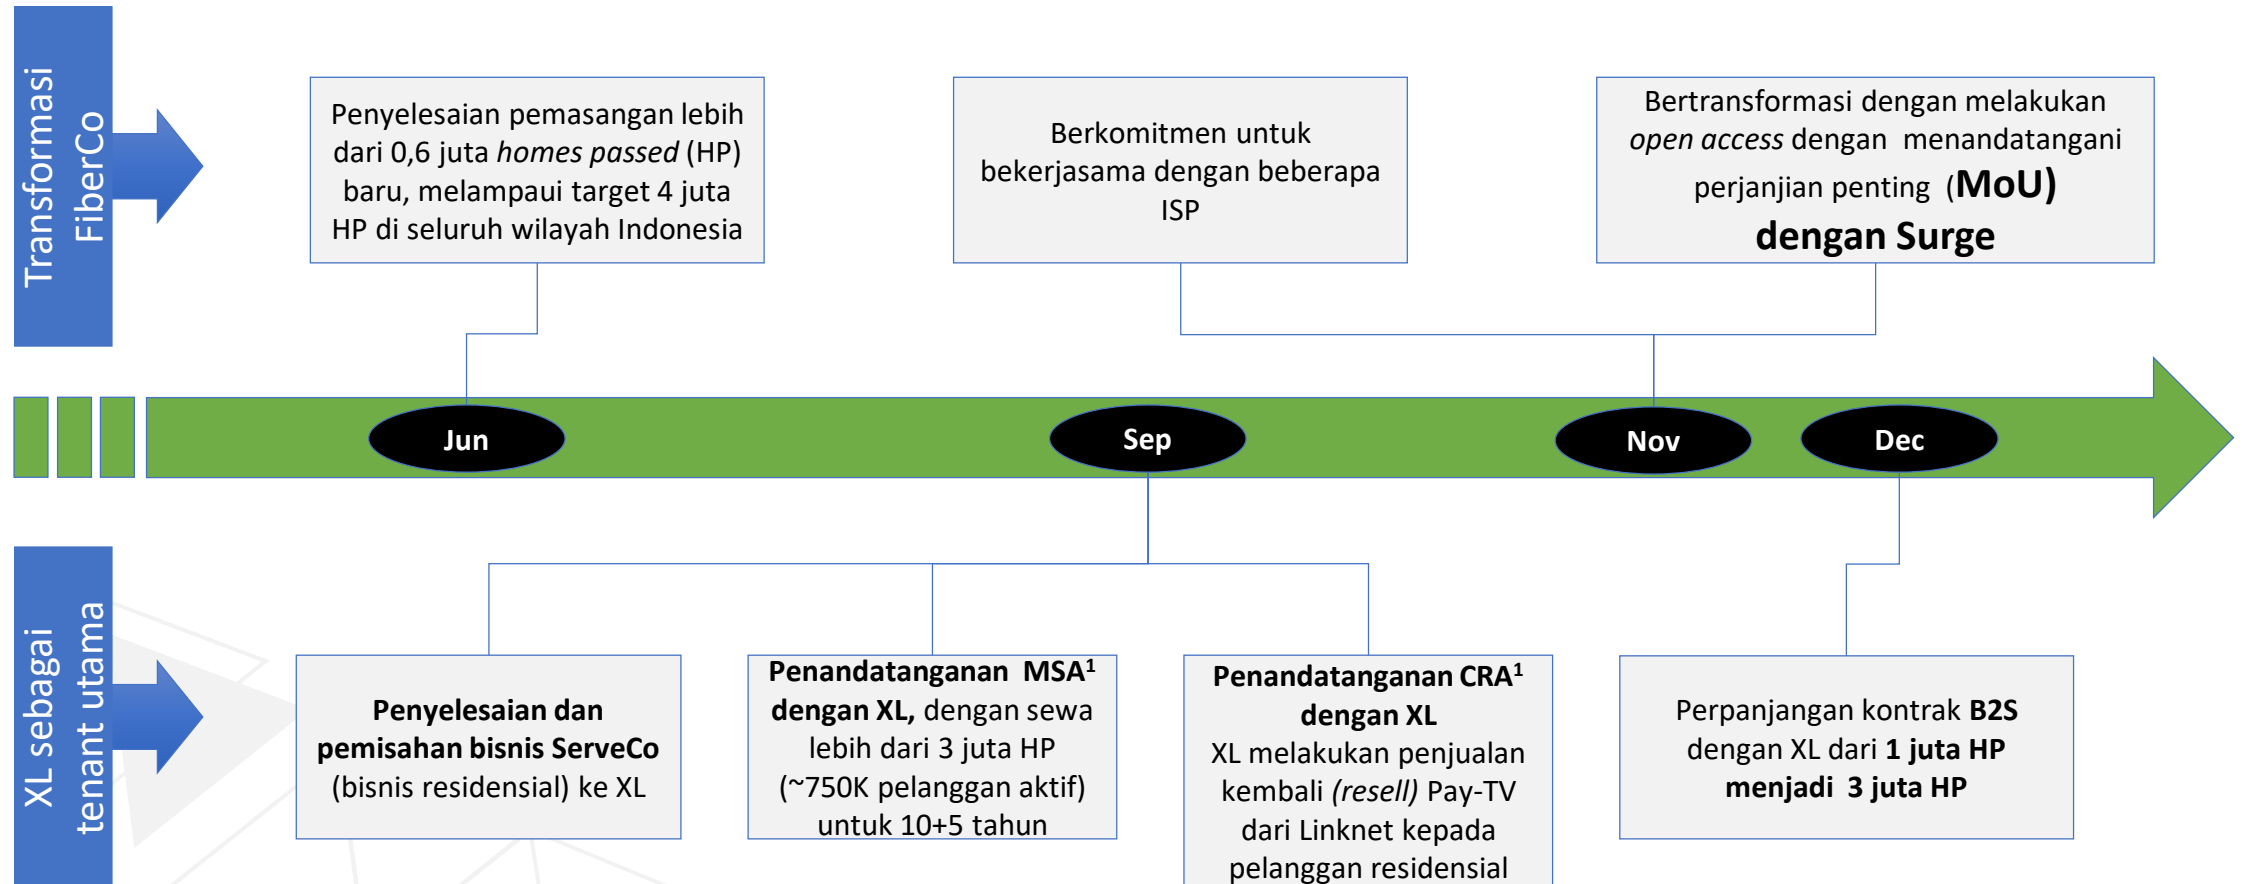 Transformasi
FiberCo
Penyelesaian pemasangan lebih
dari 0,6 juta homes passed (HP)
baru, melampaui target 4 juta
HP di seluruh wilayah Indonesia
Berkomitmen untuk
bekerjasama dengan beberapa
ISP
Bertransformasi dengan melakukan
open access dengan menandatangani
perjanjian penting (MoU)
dengan Surge
Jun
Sep
Nov
Dec
XL sebagai
tenant utama
Penyelesaian dan
pemisahan bisnis ServeCo
(bisnis residensial) ke XL
Penandatanganan MSA¹
dengan XL, dengan sewa
lebih dari 3 juta HP
(~750K pelanggan aktif)
untuk 10+5 tahun
Penandatanganan CRA¹
dengan XL
XL melakukan penjualan
kembali (resell) Pay-TV
dari Linknet kepada
pelanggan residensial
Perpanjangan kontrak B2S
dengan XL dari 1 juta HP
menjadi 3 juta HP